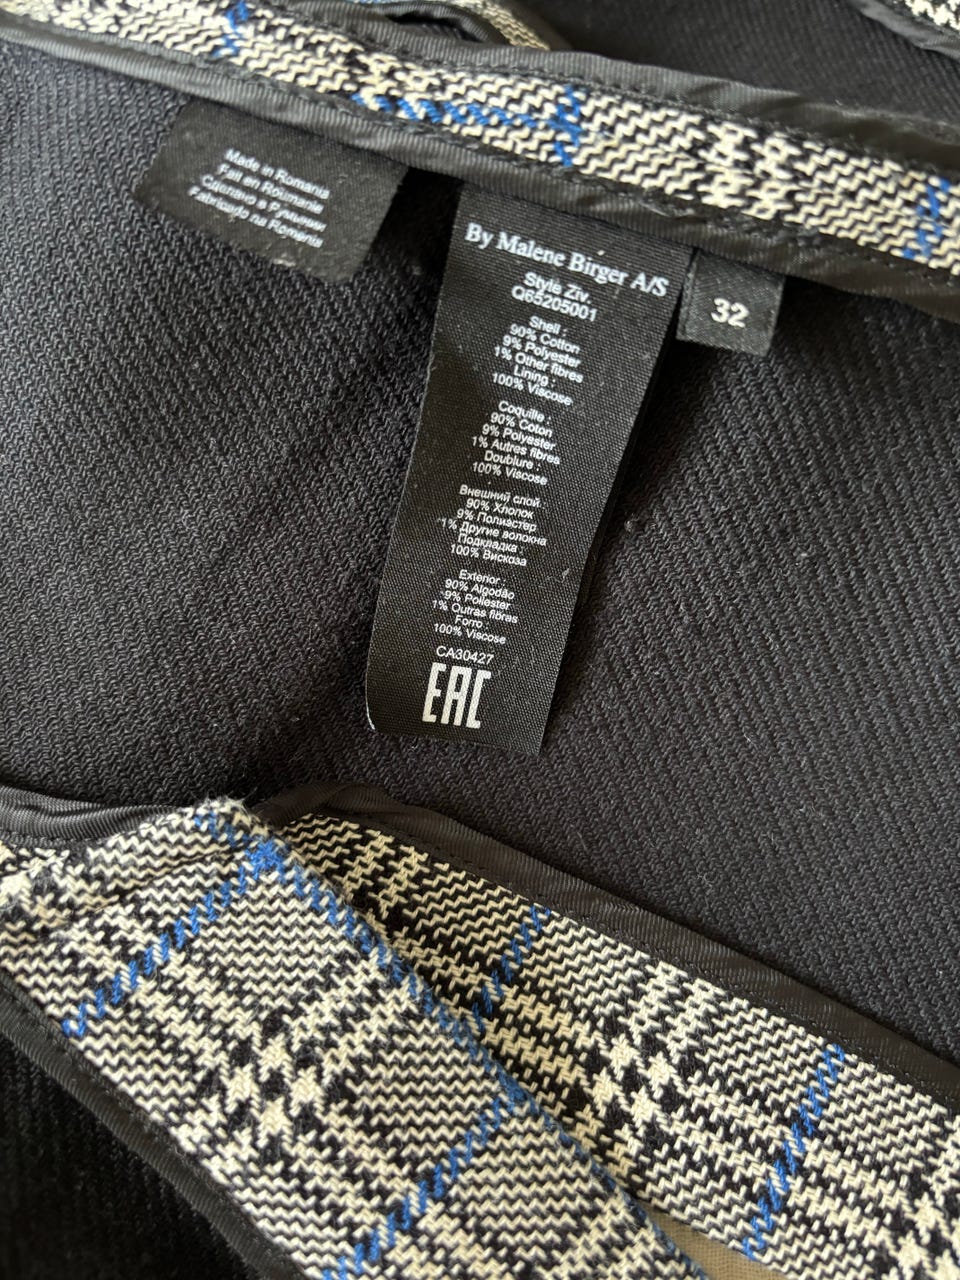 Made in Romania
Fait en Roumanie
Сделано в Румынии
Fabricado na Romenia
By Malene Birger A/S
Style Ziv.
Q65205001
Shell :
90% Cotton
9% Polyester
1% Other fibres
Lining :
100% Viscose
Coquille :
90% Coton
9% Polyester
1% Autres fibres
Doublure :
100% Viscose
Внешний слой :
90% Хлопок
9% Полиэстер
1% Другие волокна
Подкладка :
100% Вискоза
Exterior :
90% Algodão
9% Poliester
1% Outras fibras
Forro :
100% Viscose
CA30427
EAC
32